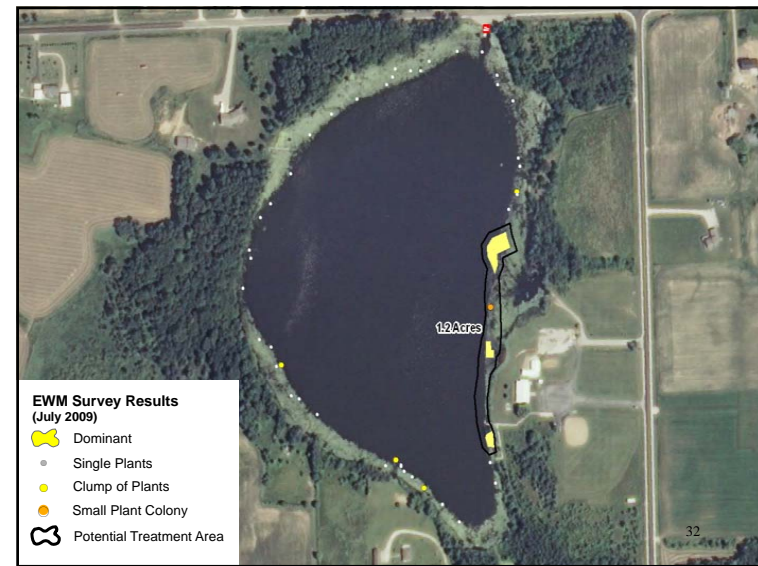 1.2 Acres
EWM Survey Results
(July 2009)
Dominant
Single Plants
Clump of Plants
Small Plant Colony
Potential Treatment Area
32